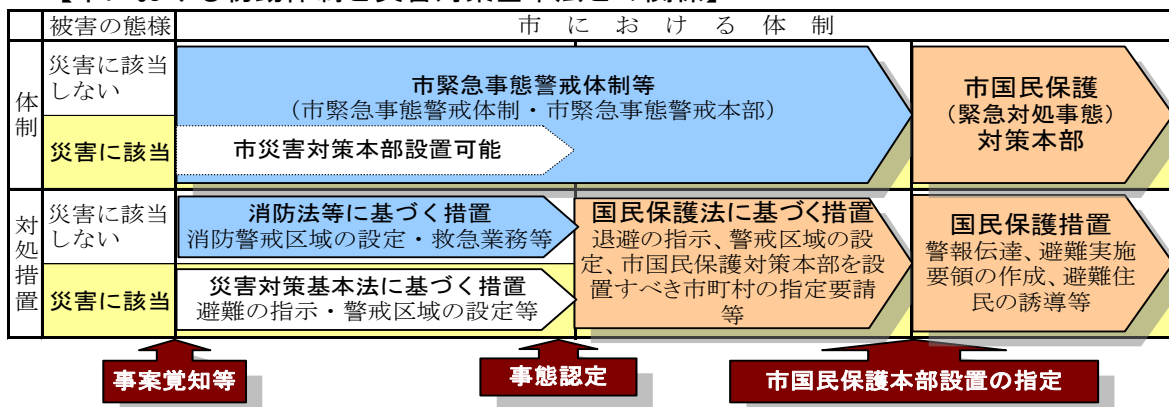 被害の態様
市における体制
体制
災害に該当
しない
市緊急事態警戒体制等
（市緊急事態警戒体制・市緊急事態警戒本部）
災害に該当
市災害対策本部設置可能
市国民保護
（緊急対処事態）
対策本部
対処措置
災害に該当
しない
消防法等に基づく措置
消防警戒区域の設定・救急業務等
災害に該当
災害対策基本法に基づく措置
避難の指示・警戒区域の設定等
国民保護法に基づく措置
退避の指示、警戒区域の設
定、市国民保護対策本部を設
置すべき市町村の指定要請
等
国民保護措置
警報伝達、避難実施
要領の作成、避難住
民の誘導等
事案覚知等
事態認定
市国民保護本部設置の指定